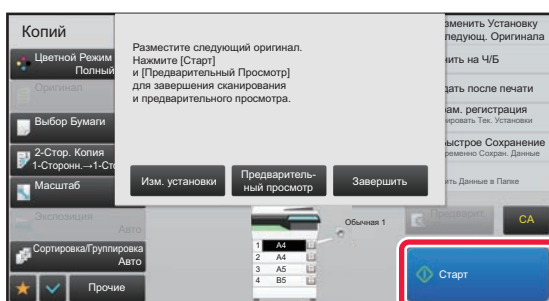 Копий
Цветной Режим
Полный
Оригинал
Выбор Бумаги
2-Стор. Копия
1-Сторонн.→1-Сто
Масштаб
Экспозиция
Авто
Сортировка/Группировка
Авто
Прочие
Разместите следующий оригинал.
Нажмите [Старт]
и [Предварительный Просмотр]
для завершения сканирования
и предварительного просмотра.
Изм. установки
Предваритель-
ный просмотр
Завершить
Обычная 1
1 A4
2 A4
3 A5
4 B5
зменить Установку
ледующ. Оригинала
ить на Ч/Б
дать после печати
ам. регистрация
ировать Тек. Установки
ыстрое Сохранение
ременно Сохран. Данные
ить Данные в Папке
Предварит.
CA
Старт